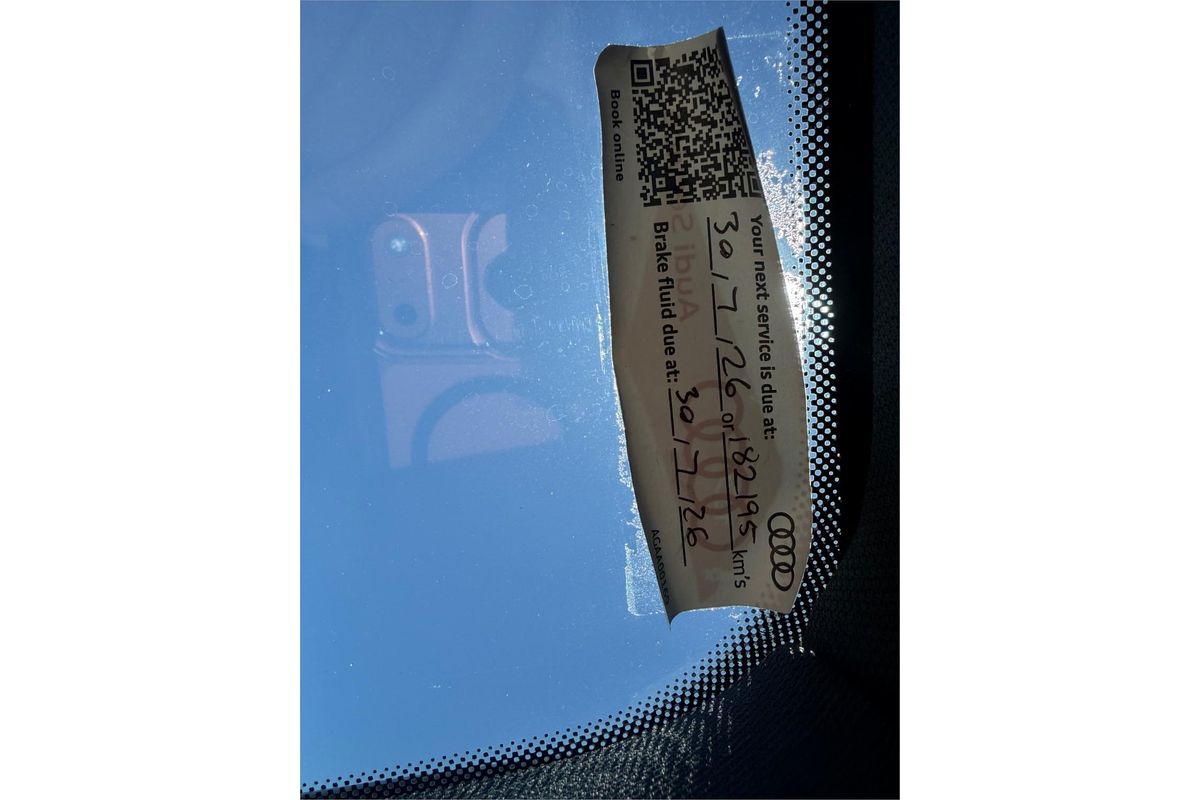 Your next service is due at:
30/7/26 or 182195 km's
Brake fluid due at: 30/7/26
Book online
Audi